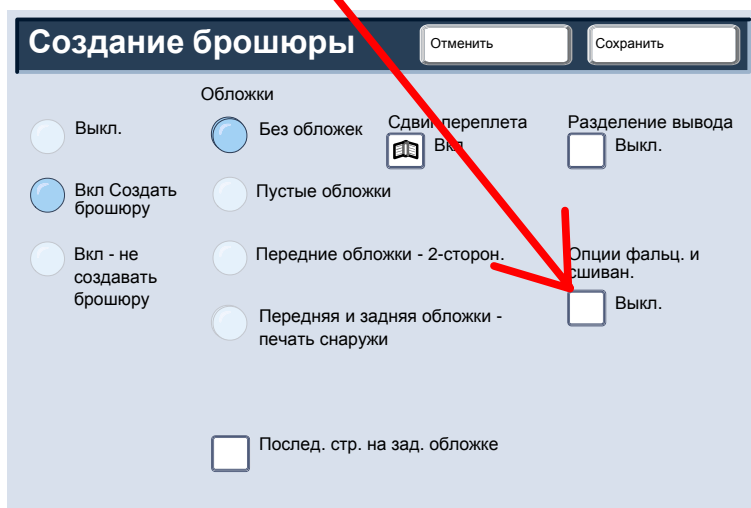 Создание брошюры
Отменить
Сохранить
Обложки
Выкл.
Без обложек
Сдвиг переплета
Вкл
Разделение вывода
Выкл.
Вкл Создать
брошюру
Пустые обложки
Вкл - не
создавать
брошюру
Передние обложки - 2-сторон.
Опции фальц. и
сшиван.
Выкл.
Передняя и задняя обложки -
печать снаружи
Послед. стр. на зад. обложке